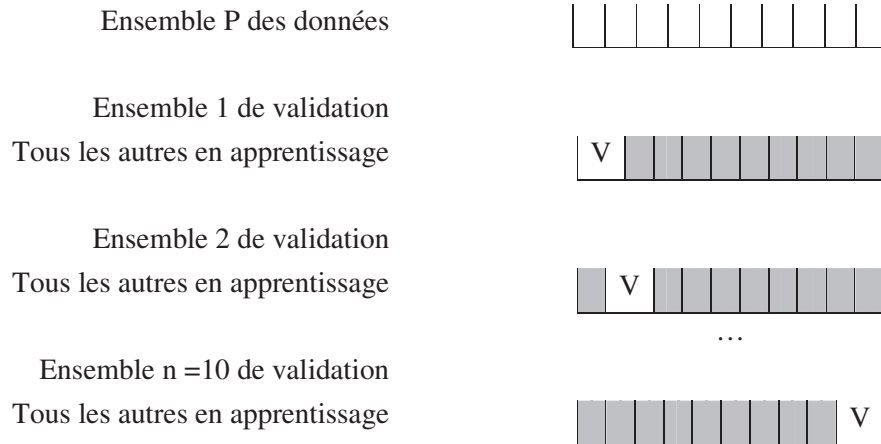 Ensemble P des données
Ensemble 1 de validation
Tous les autres en apprentissage
V
Ensemble 2 de validation
Tous les autres en apprentissage
V
…
Ensemble n =10 de validation
Tous les autres en apprentissage
V